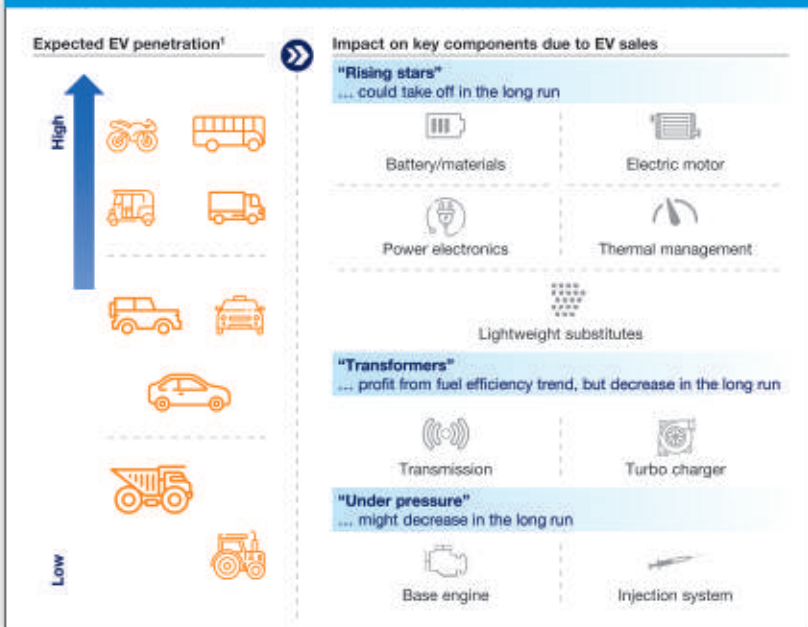 Expected EV penetration¹
Impact on key components due to EV sales
High
Low
"Rising stars"
... could take off in the long run
Battery/materials
Electric motor
Power electronics
Thermal management
Lightweight substitutes
"Transformers"
... profit from fuel efficiency trend, but decrease in the long run
Transmission
Turbo charger
"Under pressure"
... might decrease in the long run
Base engine
Injection system